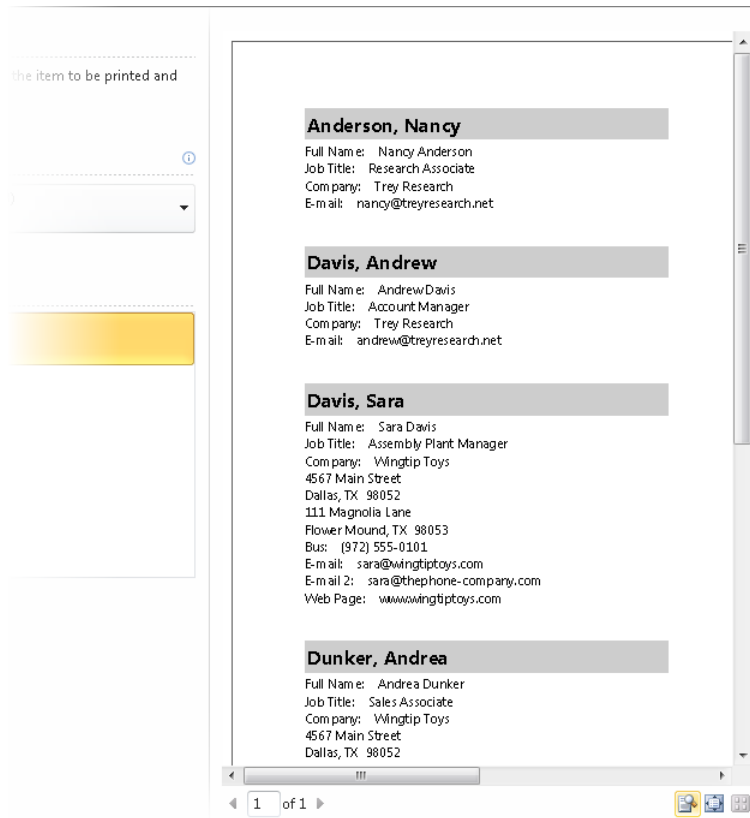 the item to be printed and
Anderson, Nancy
Full Name: Nancy Anderson
Job Title: Research Associate
Company: Trey Research
E-mail: nancy@treyresearch.net
Davis, Andrew
Full Name: Andrew Davis
Job Title: Account Manager
Company: Trey Research
E-mail: andrew@treyresearch.net
Davis, Sara
Full Name: Sara Davis
Job Title: Assembly Plant Manager
Company: Wingtip Toys
4567 Main Street
Dallas, TX 98052
111 Magnolia Lane
Flower Mound, TX 98053
Bus: (972) 555-0101
E-mail: sara@wingtiptoys.com
E-mail 2: sara@thephone-company.com
Web Page: www.wingtiptoys.com
Dunker, Andrea
Full Name: Andrea Dunker
Job Title: Sales Associate
Company: Wingtip Toys
4567 Main Street
Dallas, TX 98052
1 of 1